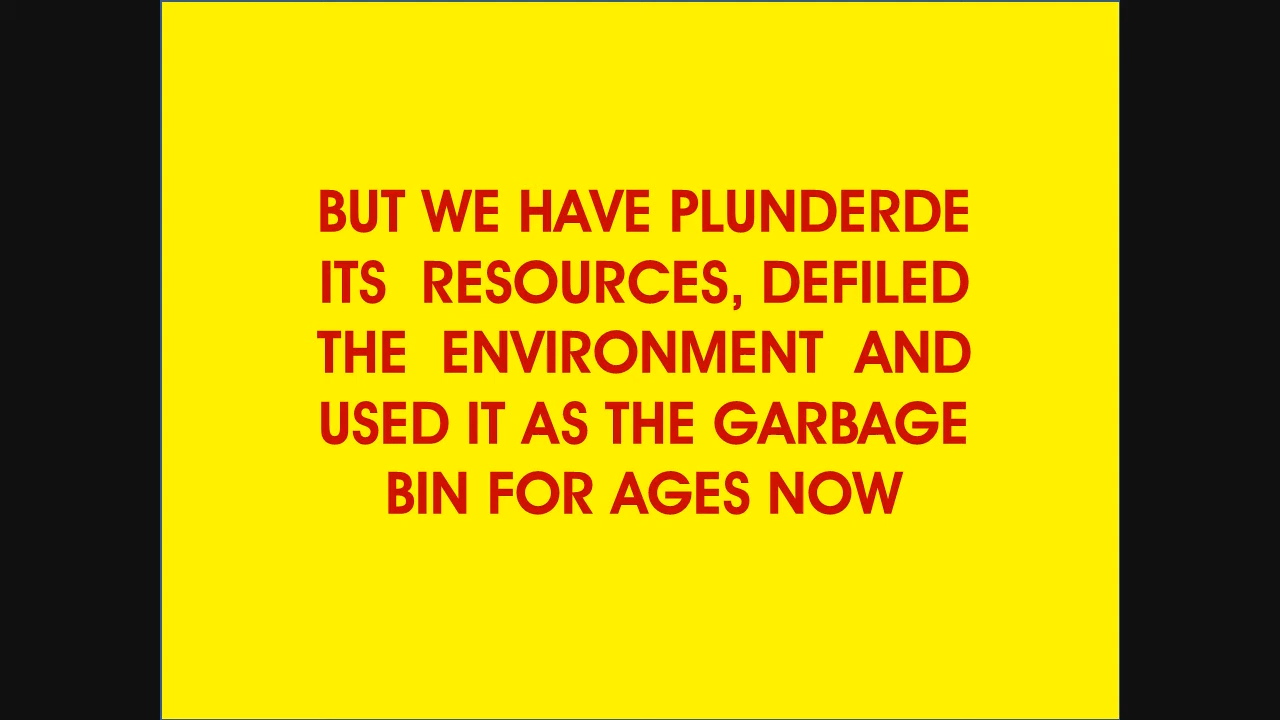 BUT WE HAVE PLUNDERDE
ITS RESOURCES, DEFILED
THE ENVIRONMENT AND
USED IT AS THE GARBAGE
BIN FOR AGES NOW